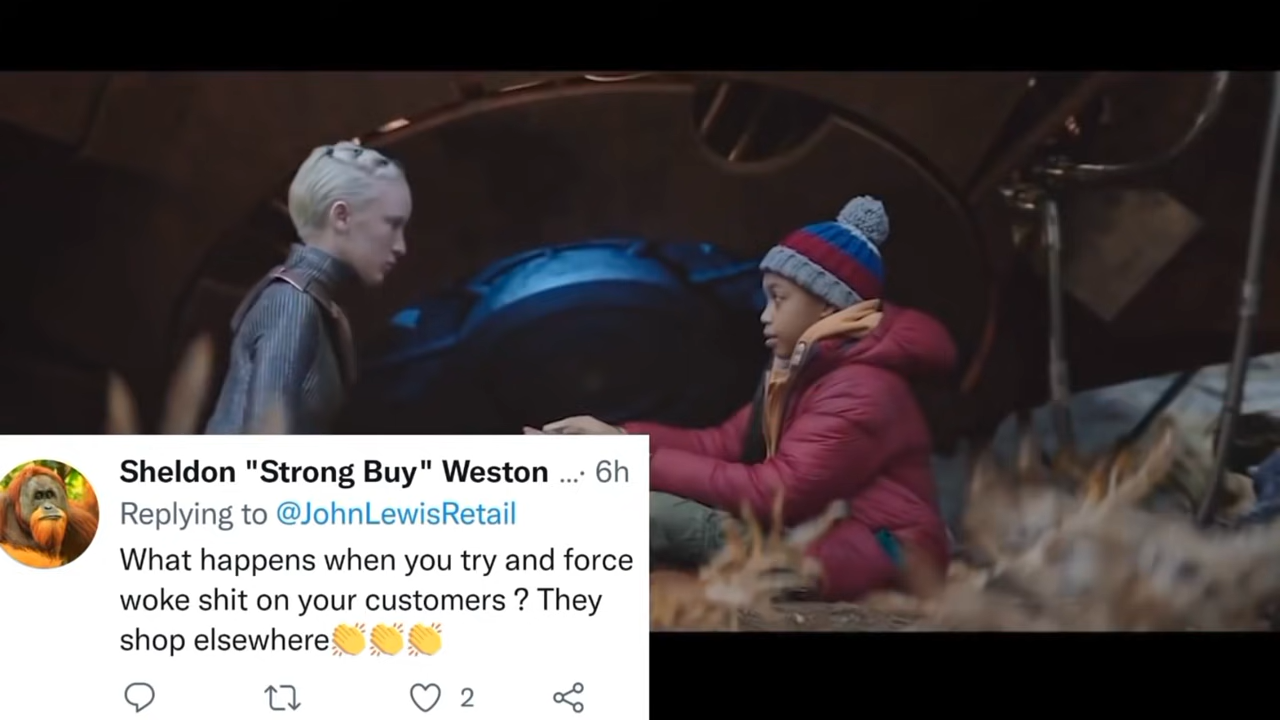 Sheldon "Strong Buy" Weston ...· 6h
Replying to @JohnLewisRetail
What happens when you try and force
woke shit on your customers ? They
shop elsewhere👏👏👏
2